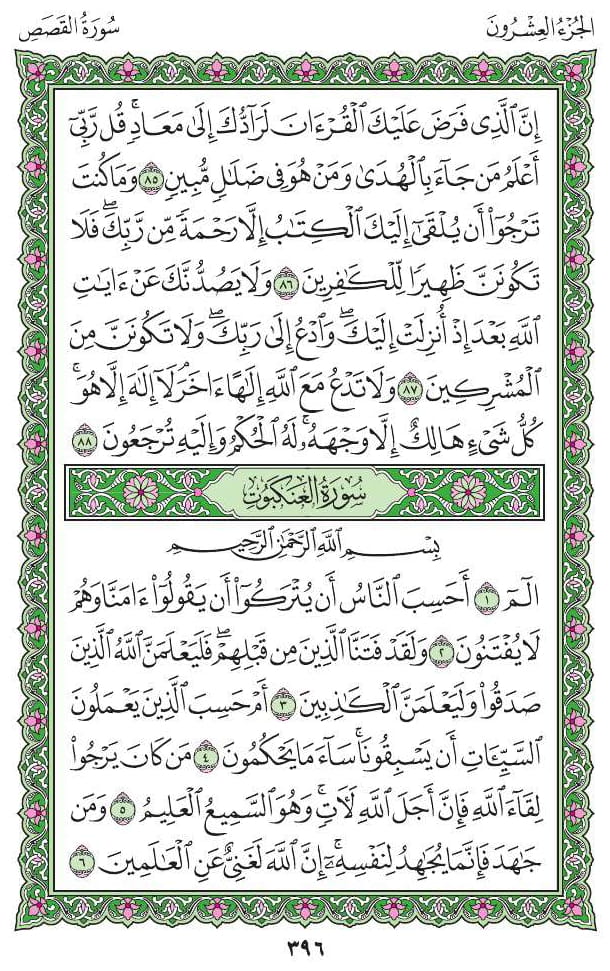 الجُزْءُ العِشْرُونَ
سُورَةُ القَصَصِ
إِنَّ ٱلَّذِى فَرَضَ عَلَيْكَ ٱلْقُرْءَانَ لَرَآدُّكَ إِلَىٰ مَعَادٍۚ قُل رَّبِّىٓ
أَعْلَمُ مَن جَآءَ بِٱلْهُدَىٰ وَمَنْ هُوَ فِى ضَلَٰلٍ مُّبِينٍ ٨٥ وَمَا كُنتَ
تَرْجُوٓا۟ أَن يُلْقَىٰٓ إِلَيْكَ ٱلْكِتَٰبُ إِلَّا رَحْمَةً مِّن رَّبِّكَۖ فَلَا
تَكُونَنَّ ظَهِيرًا لِّلْكَٰفِرِينَ ٨٦ وَلَا يَصُدُّنَّكَ عَنْ ءَايَٰتِ
ٱللَّهِ بَعْدَ إِذْ أُنزِلَتْ إِلَيْكَۖ وَٱدْعُ إِلَىٰ رَبِّكَۖ وَلَا تَكُونَنَّ مِنَ
ٱلْمُشْرِكِينَ ٨٧ وَلَا تَدْعُ مَعَ ٱللَّهِ إِلَٰهًا ءَاخَرَۘ لَآ إِلَٰهَ إِلَّا هُوَۚ
كُلُّ شَىْءٍ هَالِكٌ إِلَّا وَجْهَهُۥۚ لَهُ ٱلْحُكْمُ وَإِلَيْهِ تُرْجَعُونَ ٨٨
سُورَةُ العَنكَبُوتِ
بِسْمِ ٱللَّهِ ٱلرَّحْمَٰنِ ٱلرَّحِيمِ
الٓمٓ ١ أَحَسِبَ ٱلنَّاسُ أَن يُتْرَكُوٓا۟ أَن يَقُولُوٓا۟ ءَامَنَّا وَهُمْ
لَا يُفْتَنُونَ ٢ وَلَقَدْ فَتَنَّا ٱلَّذِينَ مِن قَبْلِهِمْۖ فَلَيَعْلَمَنَّ ٱللَّهُ ٱلَّذِينَ
صَدَقُوا۟ وَلَيَعْلَمَنَّ ٱلْكَٰذِبِينَ ٣ أَمْ حَسِبَ ٱلَّذِينَ يَعْمَلُونَ
ٱلسَّيِّـَٔاتِ أَن يَسْبِقُونَاۚ سَآءَ مَا يَحْكُمُونَ ٤ مَن كَانَ يَرْجُوا۟
لِقَآءَ ٱللَّهِ فَإِنَّ أَجَلَ ٱللَّهِ لَـَٔاتٍۚ وَهُوَ ٱلسَّمِيعُ ٱلْعَلِيمُ ٥ وَمَن
جَٰهَدَ فَإِنَّمَا يُجَٰهِدُ لِنَفْسِهِۦٓۚ إِنَّ ٱللَّهَ لَغَنِىٌّ عَنِ ٱلْعَٰلَمِينَ ٦
٣٩٦